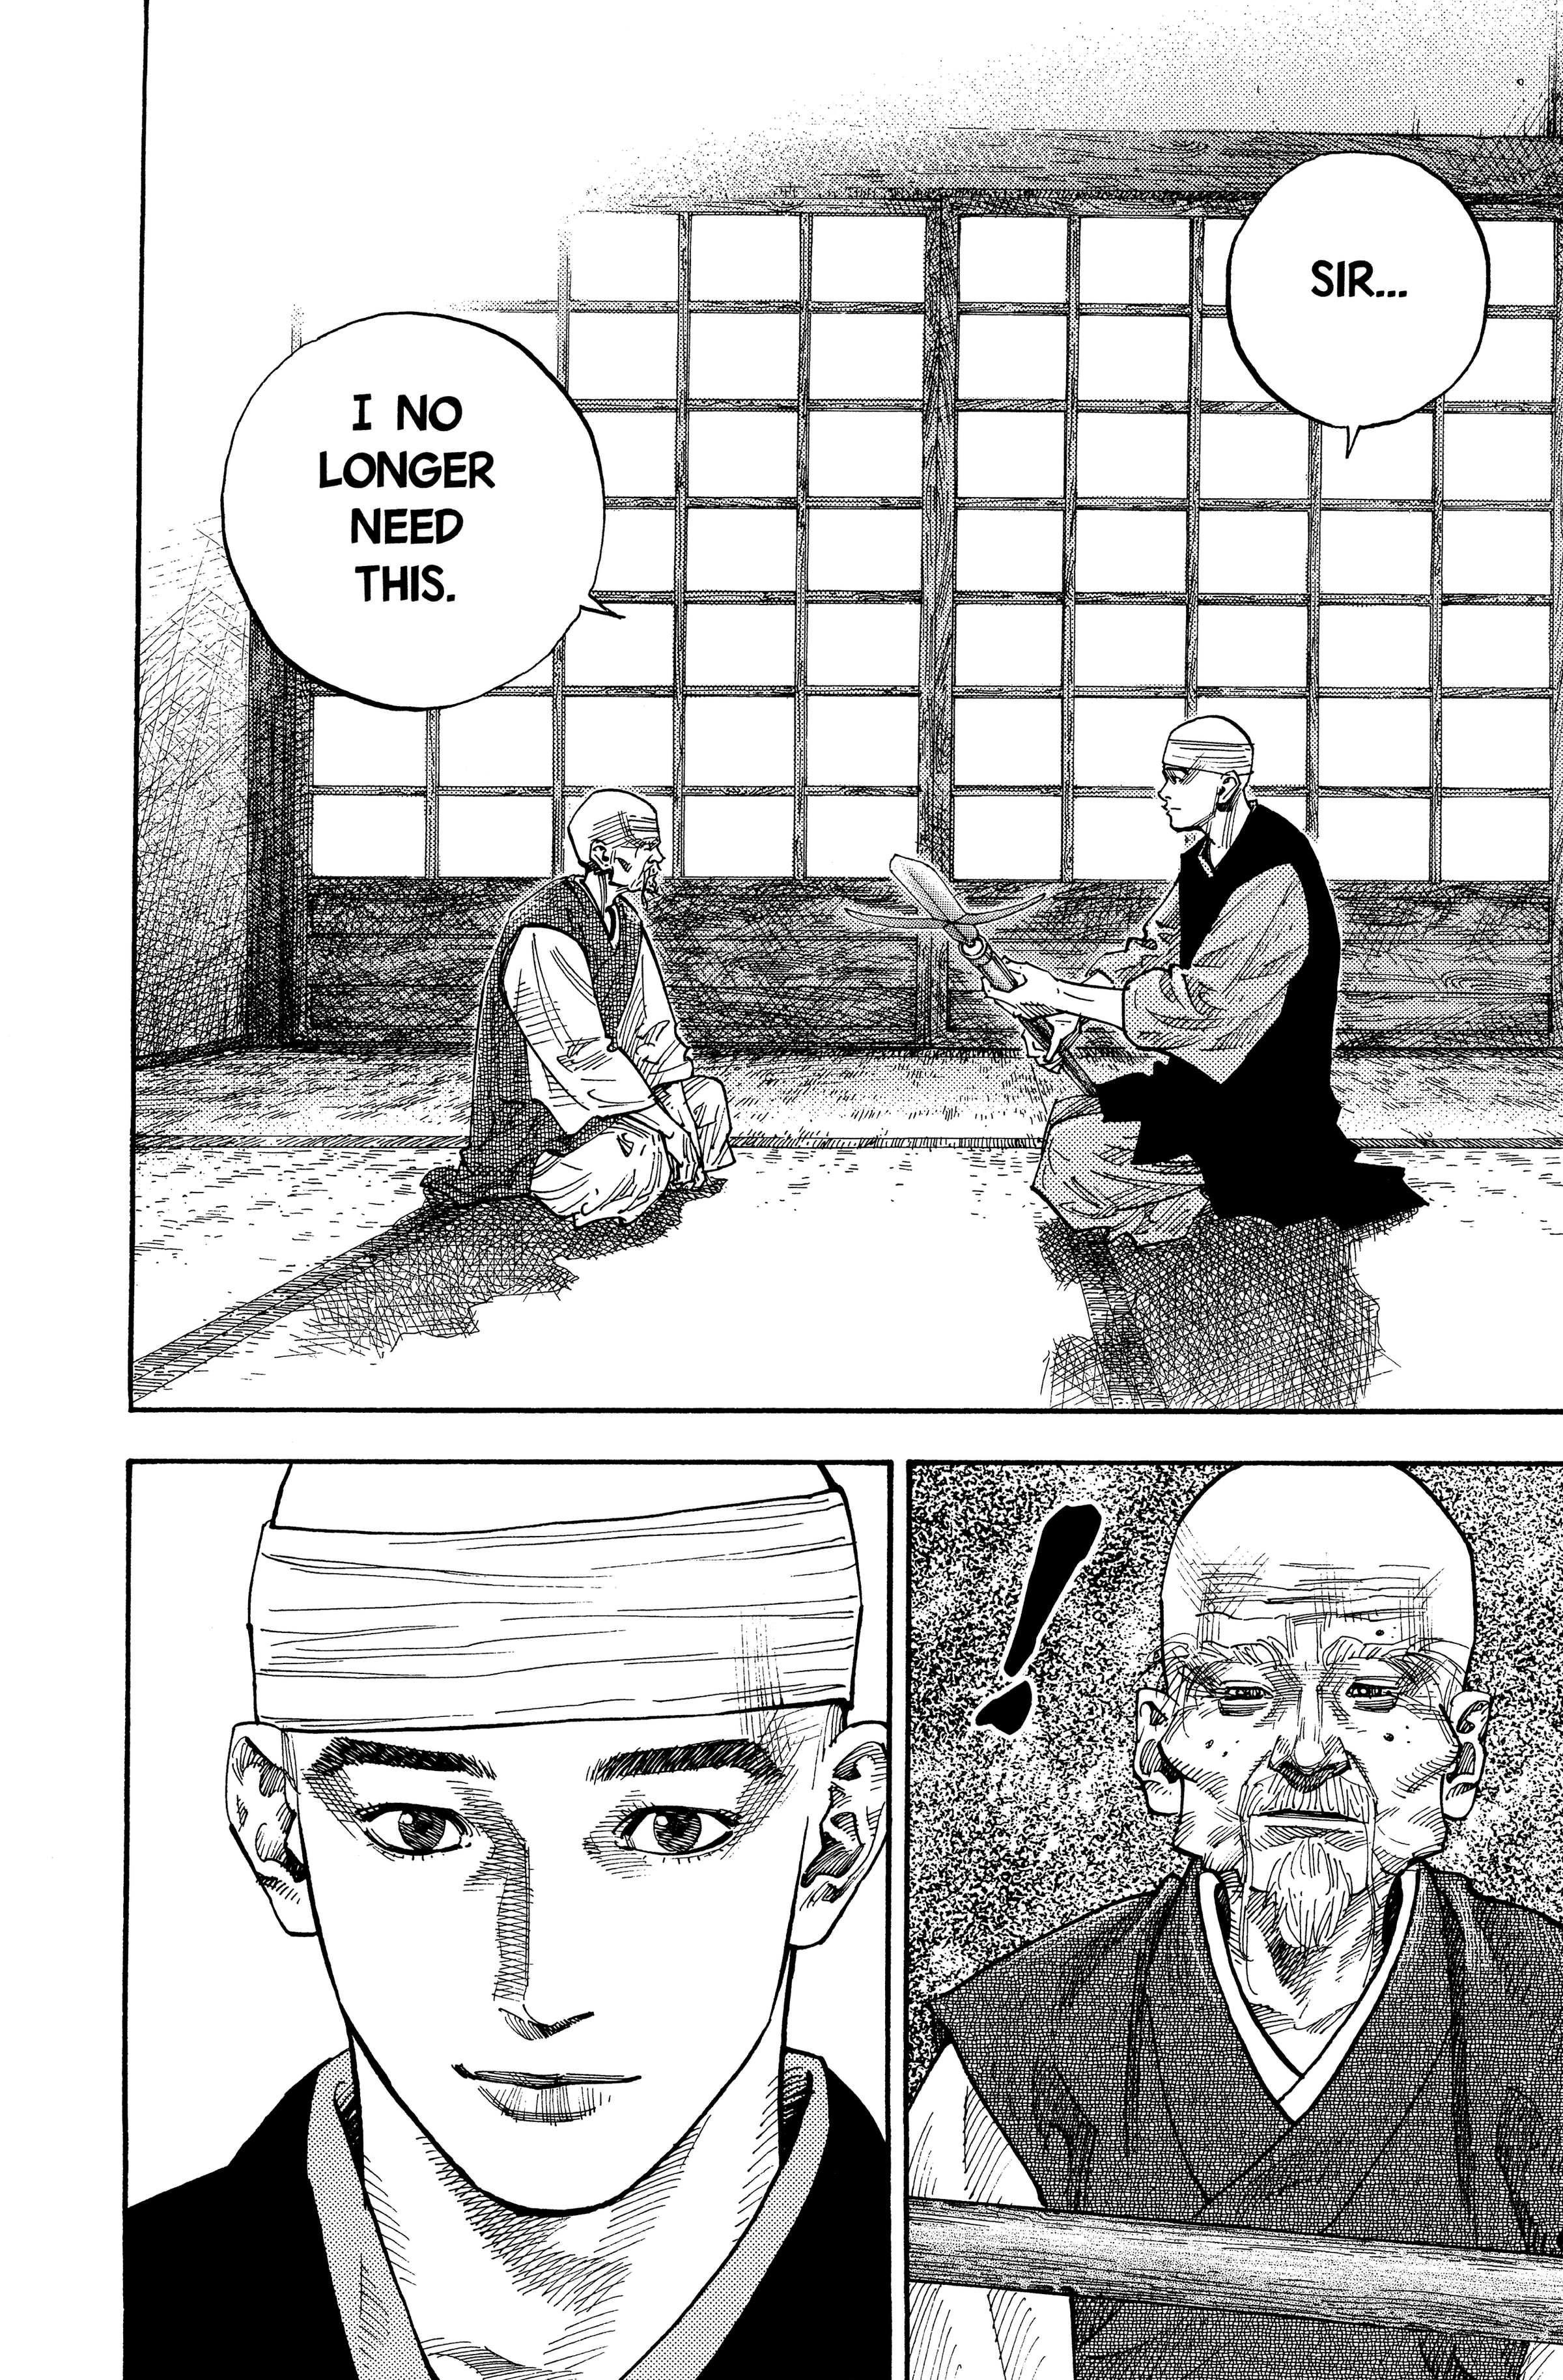 SIR...
I NO
LONGER
NEED
THIS.
!